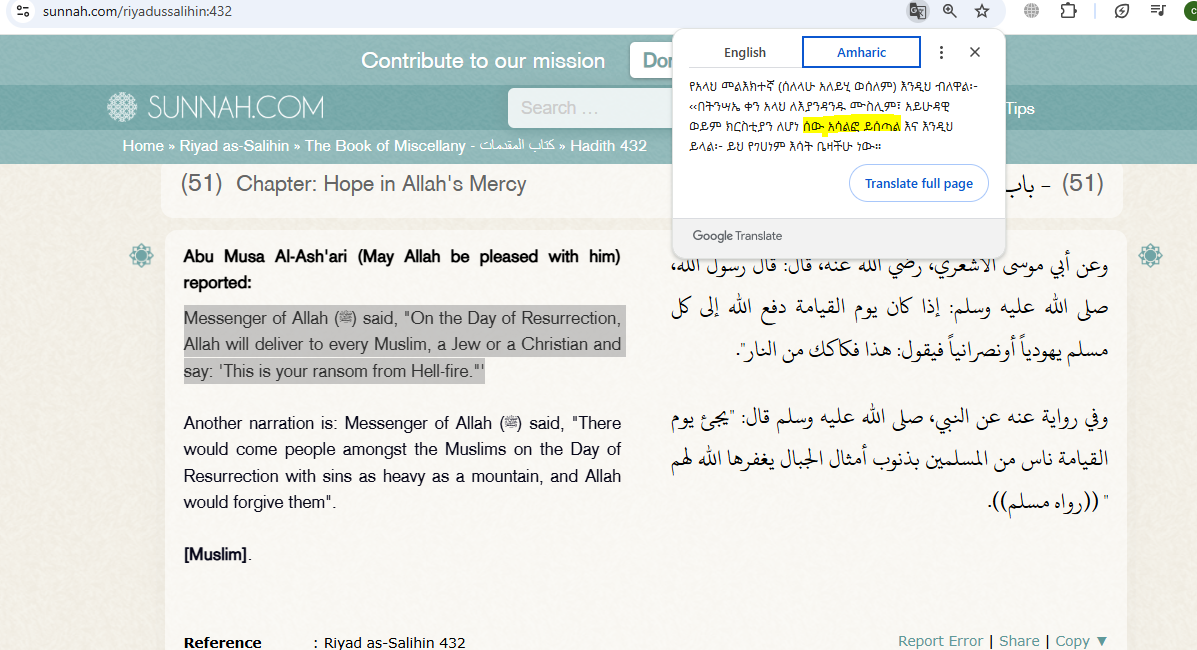 sunnah.com/riyadussalihin:432
Contribute to our mission
SUNNAH.COM
Search ...
Tips
Home » Riyad as-Salihin » The Book of Miscellany - كتاب المقدمات » Hadith 432
English
Amharic
የአላህ መልእክተኛ (ሰለላሁ አለይሂ ወሰለም) እንዲህ ብለዋል፡-
‹‹በትንሣኤ ቀን አላህ ለእያንዳንዱ ሙስሊም፣ አይሁዳዊ
ወይም ክርስቲያን ለሆነ ሰው አሳልፎ ይሰጣል እና እንዲህ
ይላል፡- ይህ የገሀነም እሳት ቤዛችሁ ነው።
Translate full page
Google Translate
(51) Chapter: Hope in Allah's Mercy
(51) – باب
Abu Musa Al-Ash'ari (May Allah be pleased with him)
reported:
Messenger of Allah (ﷺ) said, "On the Day of Resurrection,
Allah will deliver to every Muslim, a Jew or a Christian and
say: 'This is your ransom from Hell-fire."'
Another narration is: Messenger of Allah (ﷺ) said, "There
would come people amongst the Muslims on the Day of
Resurrection with sins as heavy as a mountain, and Allah
would forgive them".
[Muslim].
وعن أبي موسى الأشعري، رضي الله عنه، قال: قال رسول الله،
صلى الله عليه وسلم: إذا كان يوم القيامة دفع الله إلى كل
مسلم يهودياً أونصرانياً فيقول: هذا فكاكك من النار".
وفي رواية عنه عن النبي، صلى الله عليه وسلم قال: "يجئ يوم
القيامة ناس من المسلمين بذنوب أمثال الجبال يغفرها الله لهم
" ((رواه مسلم)).
Reference : Riyad as-Salihin 432
Report Error | Share | Copy ▼